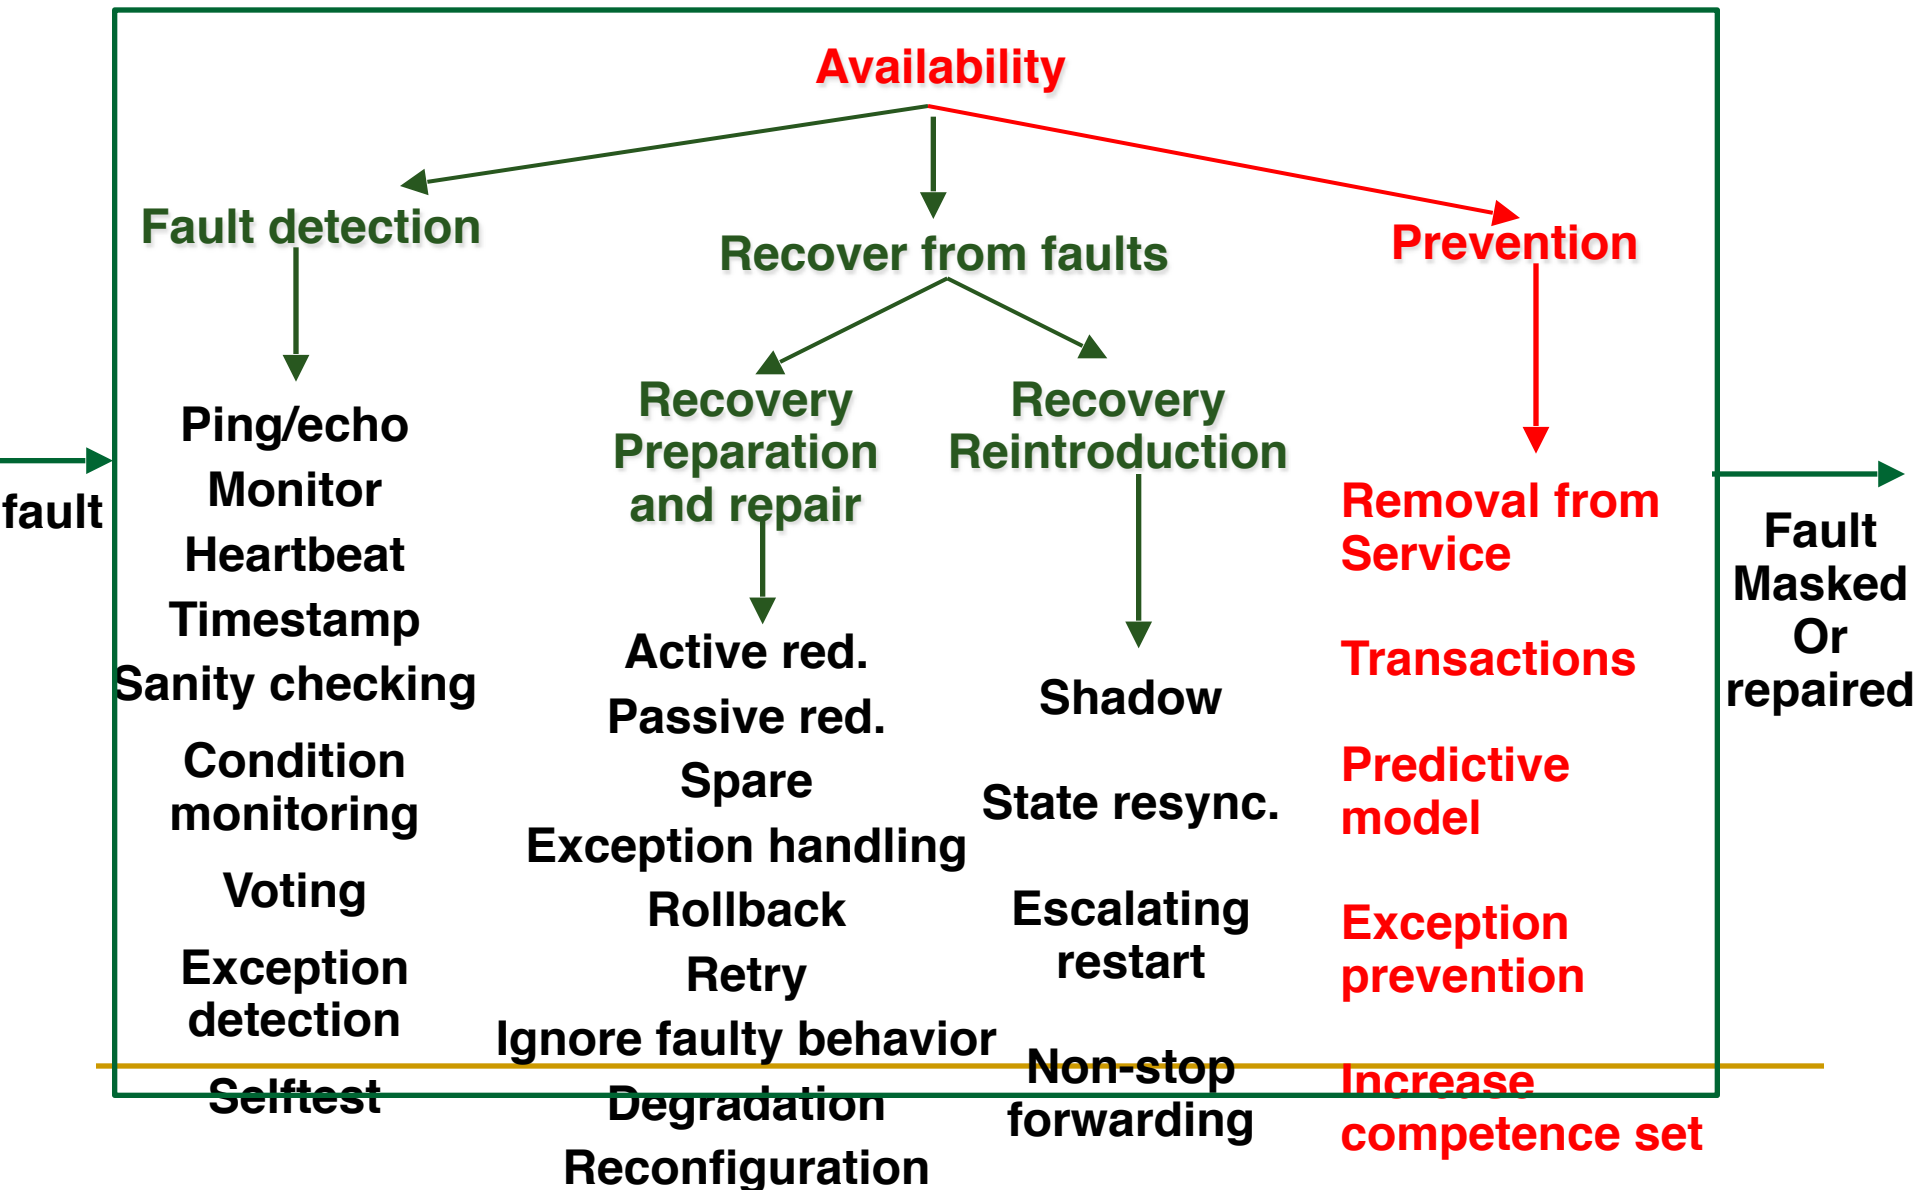 Availability
Fault detection
Recover from faults
Prevention
fault
Ping/echo
Monitor
Heartbeat
Timestamp
Sanity checking
Condition
monitoring
Voting
Exception
detection
Selftest
Recovery
Preparation
and repair
Active red.
Passive red.
Spare
Exception handling
Rollback
Retry
Ignore faulty behavior
Degradation
Reconfiguration
Recovery
Reintroduction
Shadow
State resync.
Escalating
restart
Non-stop
forwarding
Removal from
Service
Transactions
Predictive
model
Exception
prevention
Increase
competence set
Fault
Masked
Or
repaired